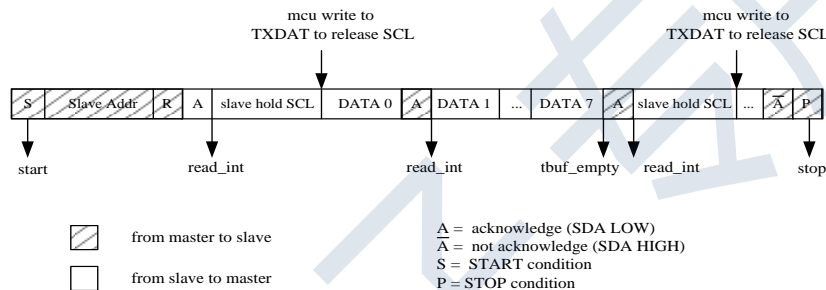 mcu write to
TXDAT to release SCL
mcu write to
TXDAT to release SCL
S Slave Addr R A slave hold SCL DATA 0 A DATA 1 ... DATA 7 A slave hold SCL ... A̅ P
start
read_int
read_int
tbuf_empty
read_int
stop
from master to slave
from slave to master
A = acknowledge (SDA LOW)
A̅ = not acknowledge (SDA HIGH)
S = START condition
P = STOP condition